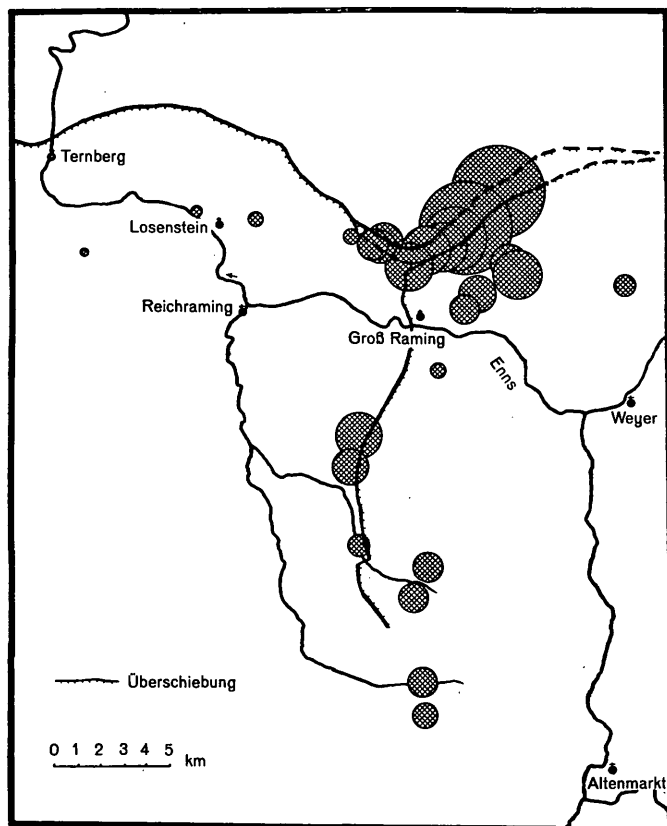 Ternberg
Losenstein
Reichraming
Groß Raming
Enns
Weyer
Überschiebung
0 1 2 3 4 5
km
Altenmarkt